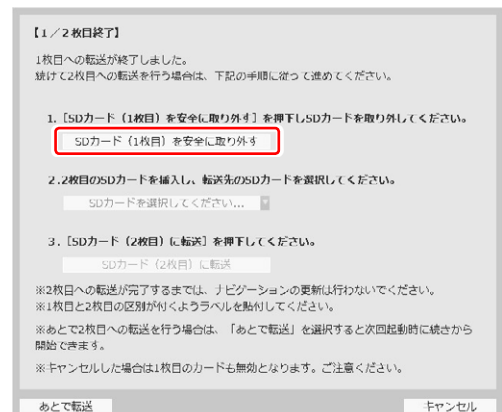 【1/2枚目終了】
1枚目への転送が終了しました。
続けて2枚目への転送を行う場合は、下記の手順に従って進めてください。
1.［SDカード（1枚目）を安全に取り外す］を押下しSDカードを取り外してください。
SDカード（1枚目）を安全に取り外す
2.2枚目のSDカードを挿入し、転送先のSDカードを選択してください。
SDカードを選択してください...
3.［SDカード（2枚目）に転送］を押下してください。
SDカード（2枚目）に転送
※2枚目への転送が完了するまでは、ナビゲーションの更新は行わないでください。
※1枚目と2枚目の区別が付くようラベルを貼付してください。
※あとで2枚目への転送を行う場合は、「あとで転送」を選択すると次回起動時に続きから
開始できます。
※キャンセルした場合は1枚目のカードも無効となります。ご注意ください。
あとで転送
キャンセル